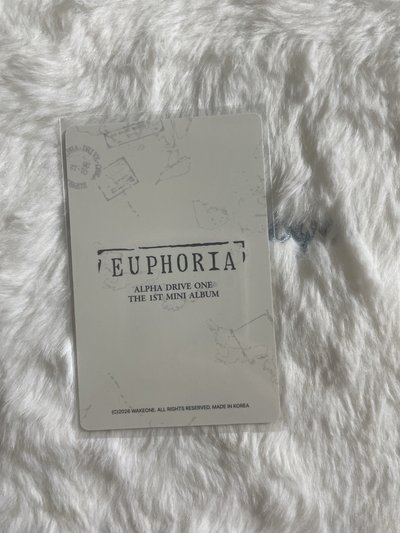 EUPHORIA
ALPHA DRIVE ONE
THE 1ST MINI ALBUM
(C)2026 WAKEONE. ALL RIGHTS RESERVED. MADE IN KOREA